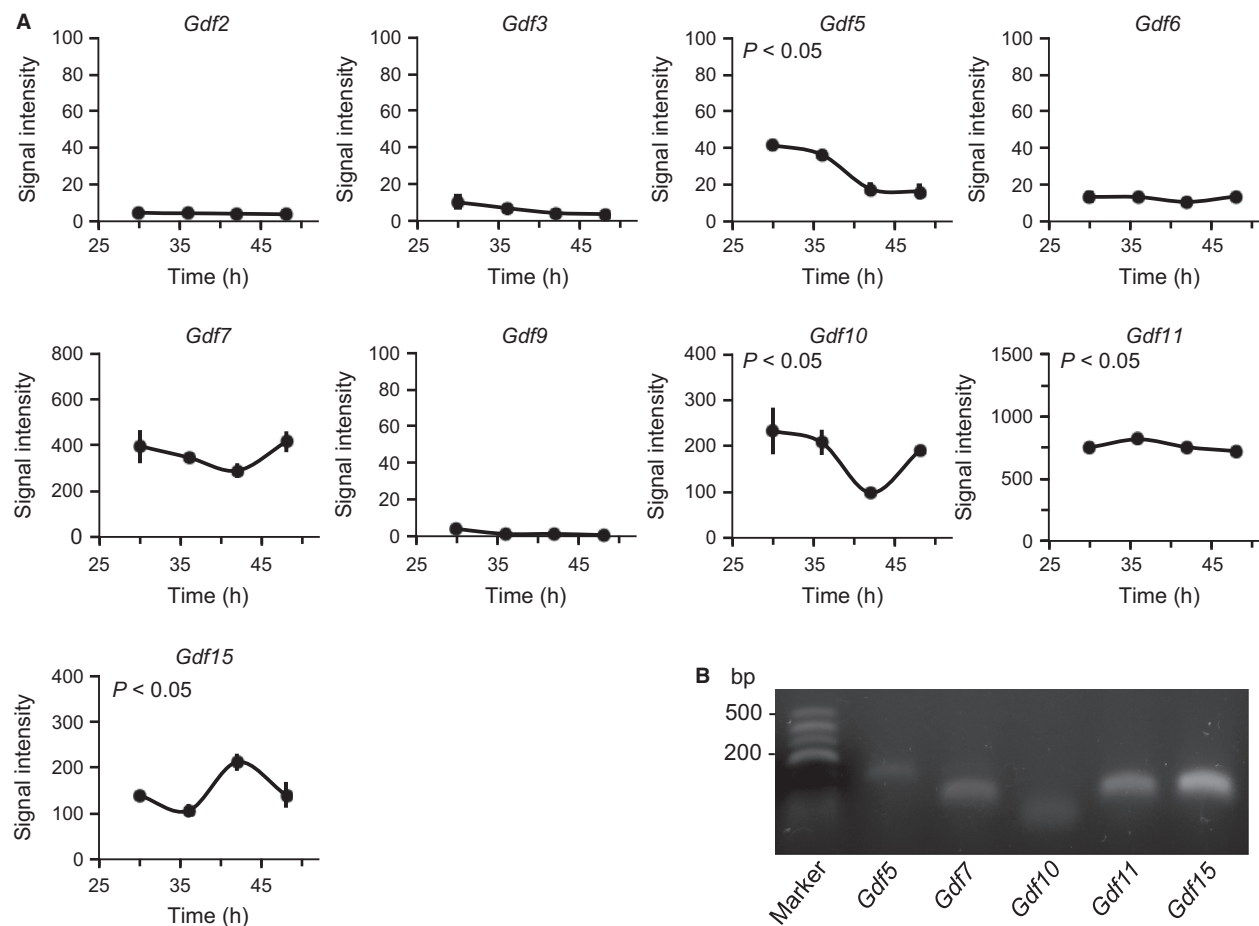 A
Gdf2
Signal intensity
100
80
60
40
20
0
25 35 45
Time (h)
Gdf3
Signal intensity
100
80
60
40
20
0
25 35 45
Time (h)
Gdf5
P < 0.05
Signal intensity
100
80
60
40
20
0
25 35 45
Time (h)
Gdf6
Signal intensity
100
80
60
40
20
0
25 35 45
Time (h)
Gdf7
Signal intensity
800
600
400
200
0
25 35 45
Time (h)
Gdf9
Signal intensity
100
80
60
40
20
0
25 35 45
Time (h)
Gdf10
P < 0.05
Signal intensity
400
300
200
100
0
25 35 45
Time (h)
Gdf11
P < 0.05
Signal intensity
1500
1000
500
0
25 35 45
Time (h)
Gdf15
P < 0.05
Signal intensity
400
300
200
100
0
25 35 45
Time (h)
B bp
500
200
Marker Gdf5 Gdf7 Gdf10 Gdf11 Gdf15